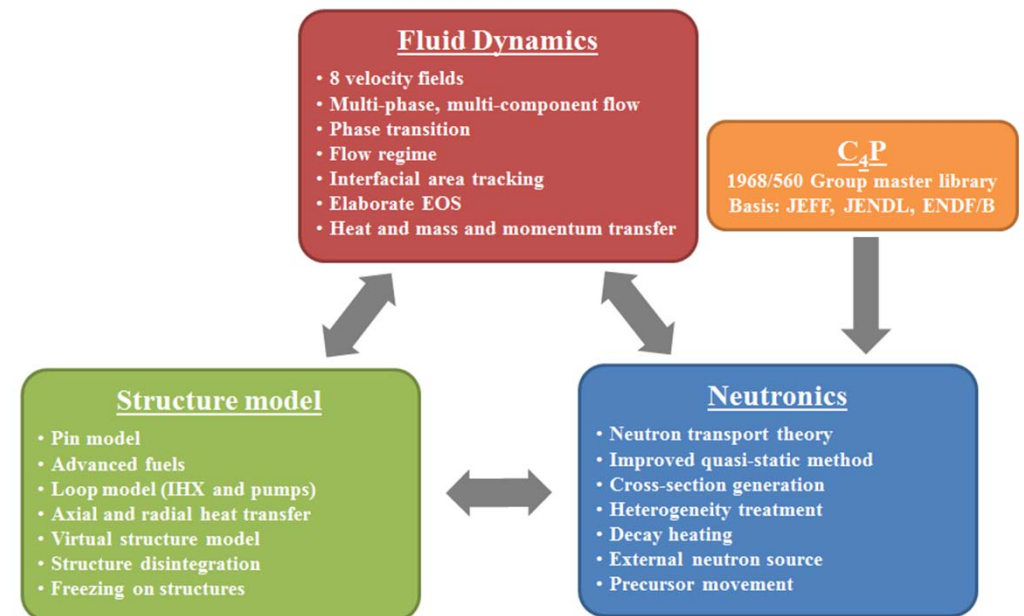 Fluid Dynamics
• 8 velocity fields
• Multi-phase, multi-component flow
• Phase transition
• Flow regime
• Interfacial area tracking
• Elaborate EOS
• Heat and mass and momentum transfer
C₄P
1968/560 Group master library
Basis: JEFF, JENDL, ENDF/B
Structure model
• Pin model
• Advanced fuels
• Loop model (IHX and pumps)
• Axial and radial heat transfer
• Virtual structure model
• Structure disintegration
• Freezing on structures
Neutronics
• Neutron transport theory
• Improved quasi-static method
• Cross-section generation
• Heterogeneity treatment
• Decay heating
• External neutron source
• Precursor movement